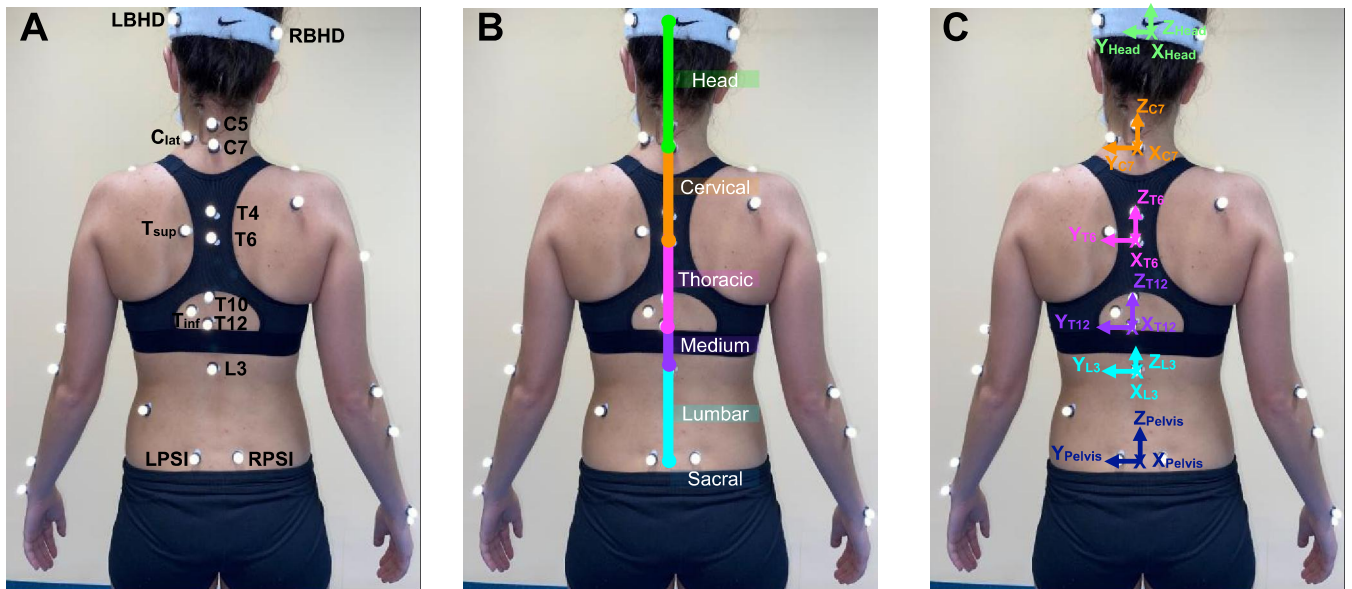 A
LBHD
RBHD
C5
Clat
C7
T4
Tsup
T6
T10
Tinf
T12
L3
LPSI
RPSI
B
Head
Cervical
Thoracic
Medium
Lumbar
Sacral
C
ZHead
YHead
XHead
ZC7
YC7
XC7
ZT6
YT6
XT6
ZT12
YT12
XT12
ZL3
YL3
XL3
ZPelvis
YPelvis
XPelvis